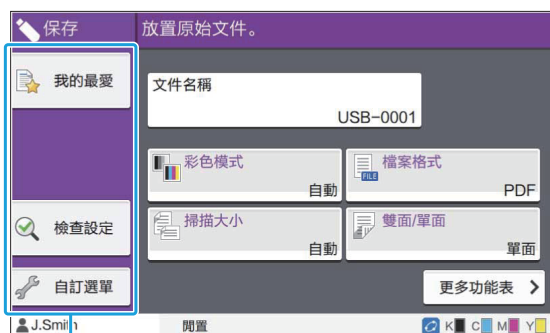 保存
放置原始文件。
我的最愛
文件名稱
USB-0001
彩色模式
自動
檔案格式
FILE
PDF
檢查設定
掃描大小
自動
雙面/單面
單面
自訂選單
更多功能表
J.Smith
閒置
K C M Y